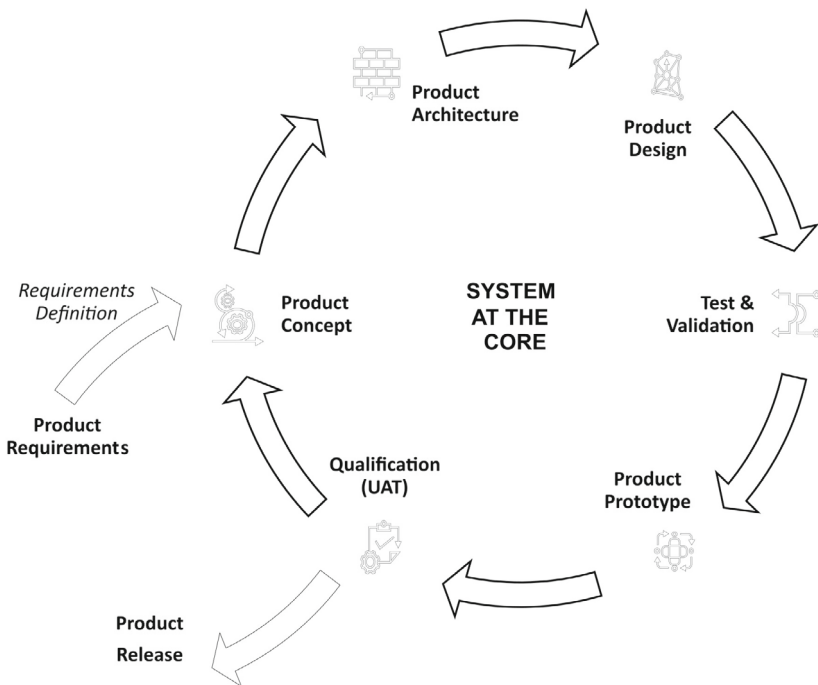 Product
Architecture
Product
Design
Requirements
Definition
Product
Concept
SYSTEM
AT THE
CORE
Test &
Validation
Product
Requirements
Qualification
(UAT)
Product
Prototype
Product
Release